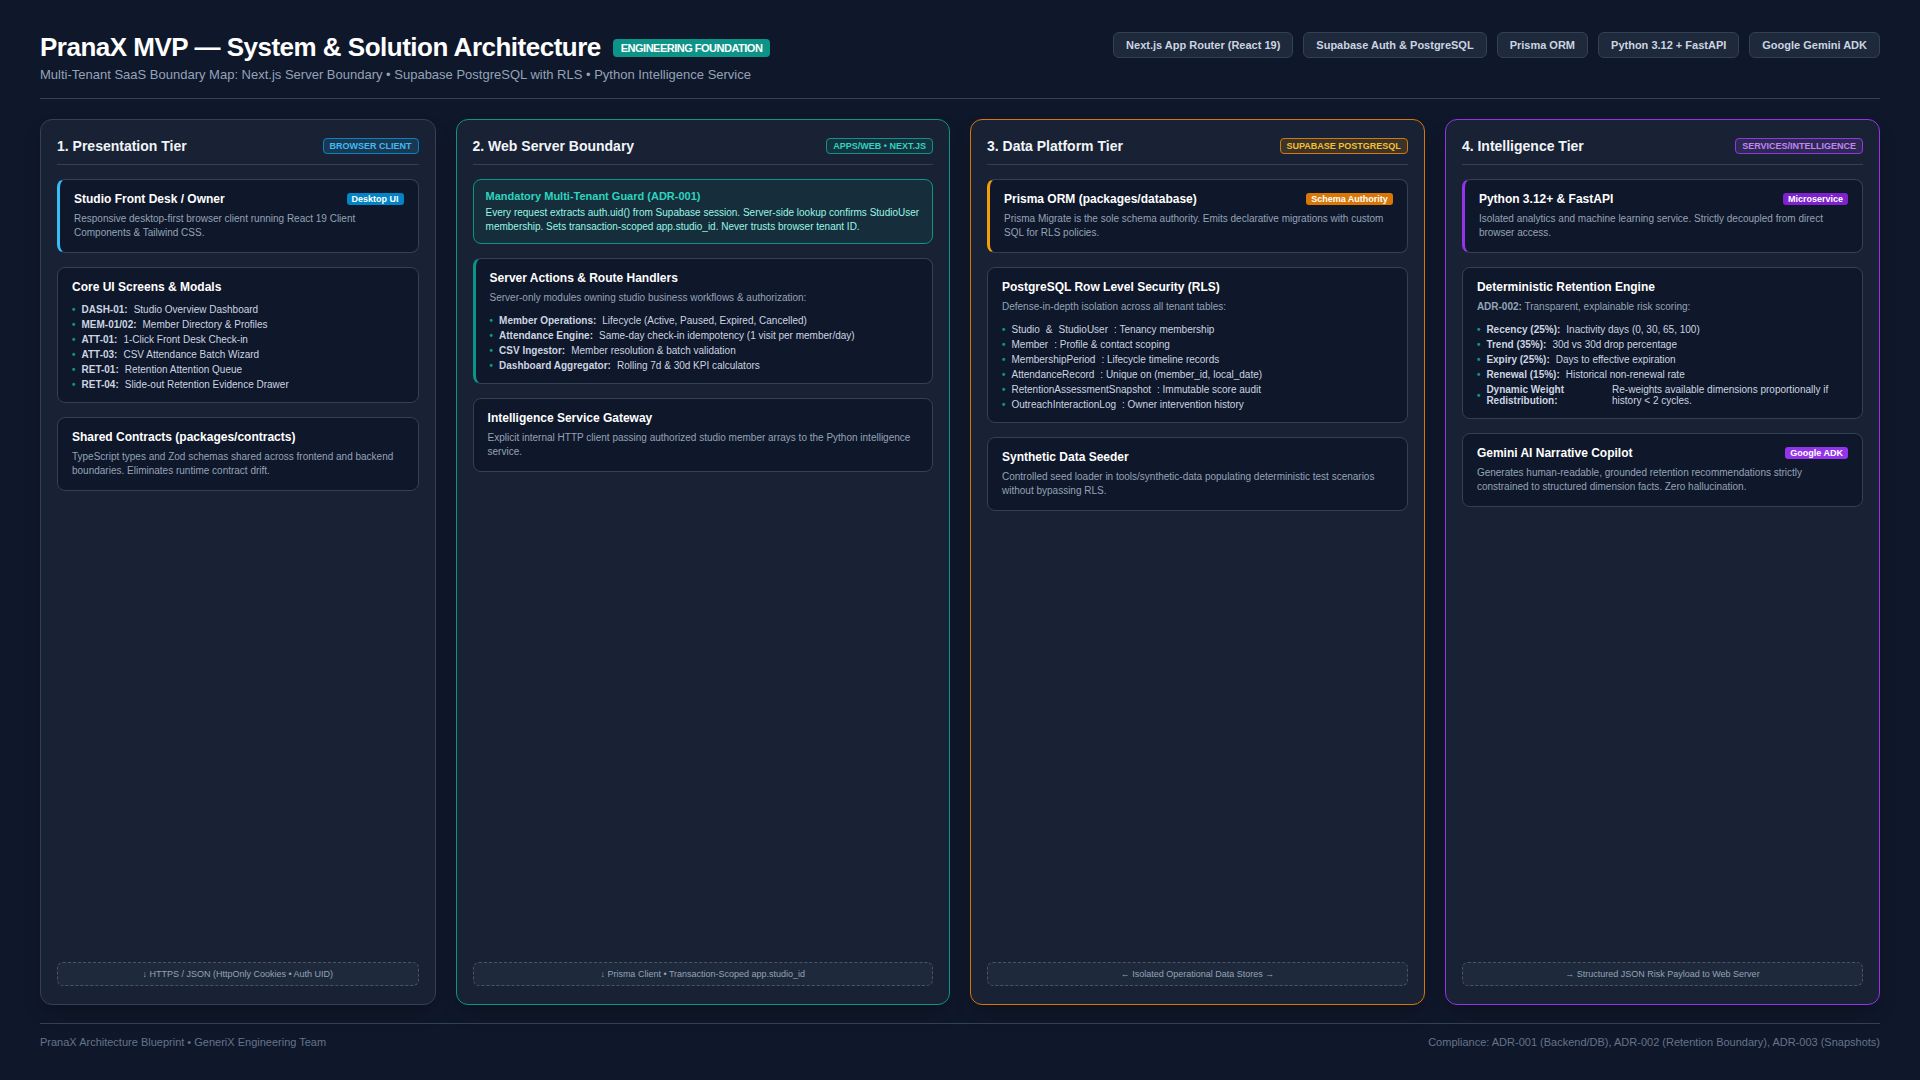 PranaX MVP — System & Solution Architecture ENGINEERING FOUNDATION
Multi-Tenant SaaS Boundary Map: Next.js Server Boundary • Supabase PostgreSQL with RLS • Python Intelligence Service
Next.js App Router (React 19)
Supabase Auth & PostgreSQL
Prisma ORM
Python 3.12 + FastAPI
Google Gemini ADK
1. Presentation Tier
BROWSER CLIENT
Studio Front Desk / Owner
Desktop UI
Responsive desktop-first browser client running React 19 Client
Components & Tailwind CSS.
Core UI Screens & Modals
• DASH-01: Studio Overview Dashboard
• MEM-01/02: Member Directory & Profiles
• ATT-01: 1-Click Front Desk Check-in
• ATT-03: CSV Attendance Batch Wizard
• RET-01: Retention Attention Queue
• RET-04: Slide-out Retention Evidence Drawer
Shared Contracts (packages/contracts)
TypeScript types and Zod schemas shared across frontend and backend
boundaries. Eliminates runtime contract drift.
↓ HTTPS / JSON (HttpOnly Cookies • Auth UID)
2. Web Server Boundary
APPS/WEB • NEXT.JS
Mandatory Multi-Tenant Guard (ADR-001)
Every request extracts auth.uid() from Supabase session. Server-side lookup confirms StudioUser
membership. Sets transaction-scoped app.studio_id. Never trusts browser tenant ID.
Server Actions & Route Handlers
Server-only modules owning studio business workflows & authorization:
• Member Operations: Lifecycle (Active, Paused, Expired, Cancelled)
• Attendance Engine: Same-day check-in idempotency (1 visit per member/day)
• CSV Ingestor: Member resolution & batch validation
• Dashboard Aggregator: Rolling 7d & 30d KPI calculators
Intelligence Service Gateway
Explicit internal HTTP client passing authorized studio member arrays to the Python intelligence
service.
↓ Prisma Client • Transaction-Scoped app.studio_id
3. Data Platform Tier
SUPABASE POSTGRESQL
Prisma ORM (packages/database)
Schema Authority
Prisma Migrate is the sole schema authority. Emits declarative migrations with custom
SQL for RLS policies.
PostgreSQL Row Level Security (RLS)
Defense-in-depth isolation across all tenant tables:
• Studio & StudioUser : Tenancy membership
• Member : Profile & contact scoping
• MembershipPeriod : Lifecycle timeline records
• AttendanceRecord : Unique on (member_id, local_date)
• RetentionAssessmentSnapshot : Immutable score audit
• OutreachInteractionLog : Owner intervention history
Synthetic Data Seeder
Controlled seed loader in tools/synthetic-data populating deterministic test scenarios
without bypassing RLS.
← Isolated Operational Data Stores →
4. Intelligence Tier
SERVICES/INTELLIGENCE
Python 3.12+ & FastAPI
Microservice
Isolated analytics and machine learning service. Strictly decoupled from direct
browser access.
Deterministic Retention Engine
ADR-002: Transparent, explainable risk scoring:
• Recency (25%): Inactivity days (0, 30, 65, 100)
• Trend (35%): 30d vs 30d drop percentage
• Expiry (25%): Days to effective expiration
• Renewal (15%): Historical non-renewal rate
• Dynamic Weight Redistribution: Re-weights available dimensions proportionally if
history < 2 cycles.
Gemini AI Narrative Copilot
Google ADK
Generates human-readable, grounded retention recommendations strictly
constrained to structured dimension facts. Zero hallucination.
→ Structured JSON Risk Payload to Web Server
PranaX Architecture Blueprint • GeneriX Engineering Team
Compliance: ADR-001 (Backend/DB), ADR-002 (Retention Boundary), ADR-003 (Snapshots)